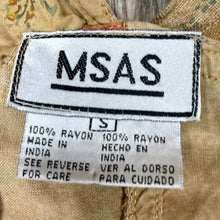 MSAS
S
100% RAYON 100% RAYON
MADE IN HECHO EN
INDIA INDIA
SEE REVERSE VER AL DORSO
FOR CARE PARA CUIDADO